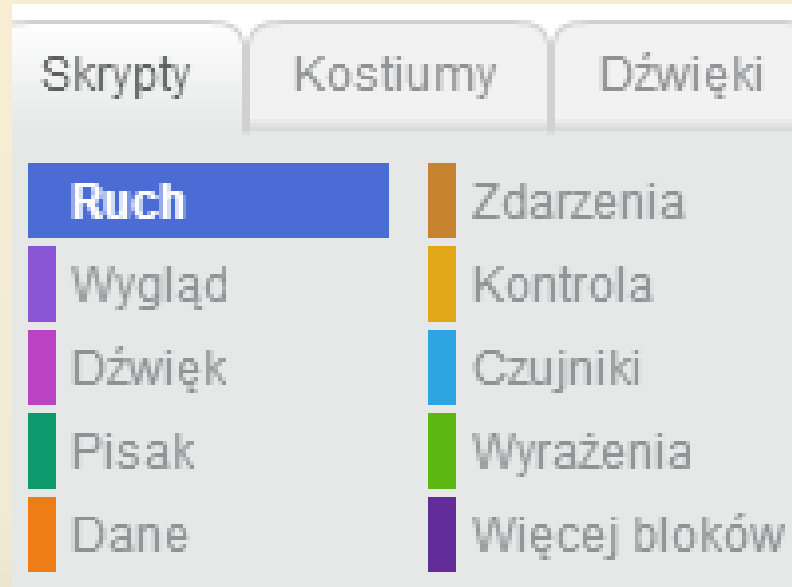 Skrypty Kostiumy Dźwięki
Ruch Zdarzenia
Wygląd Kontrola
Dźwięk Czujniki
Pisak Wyrażenia
Dane Więcej bloków